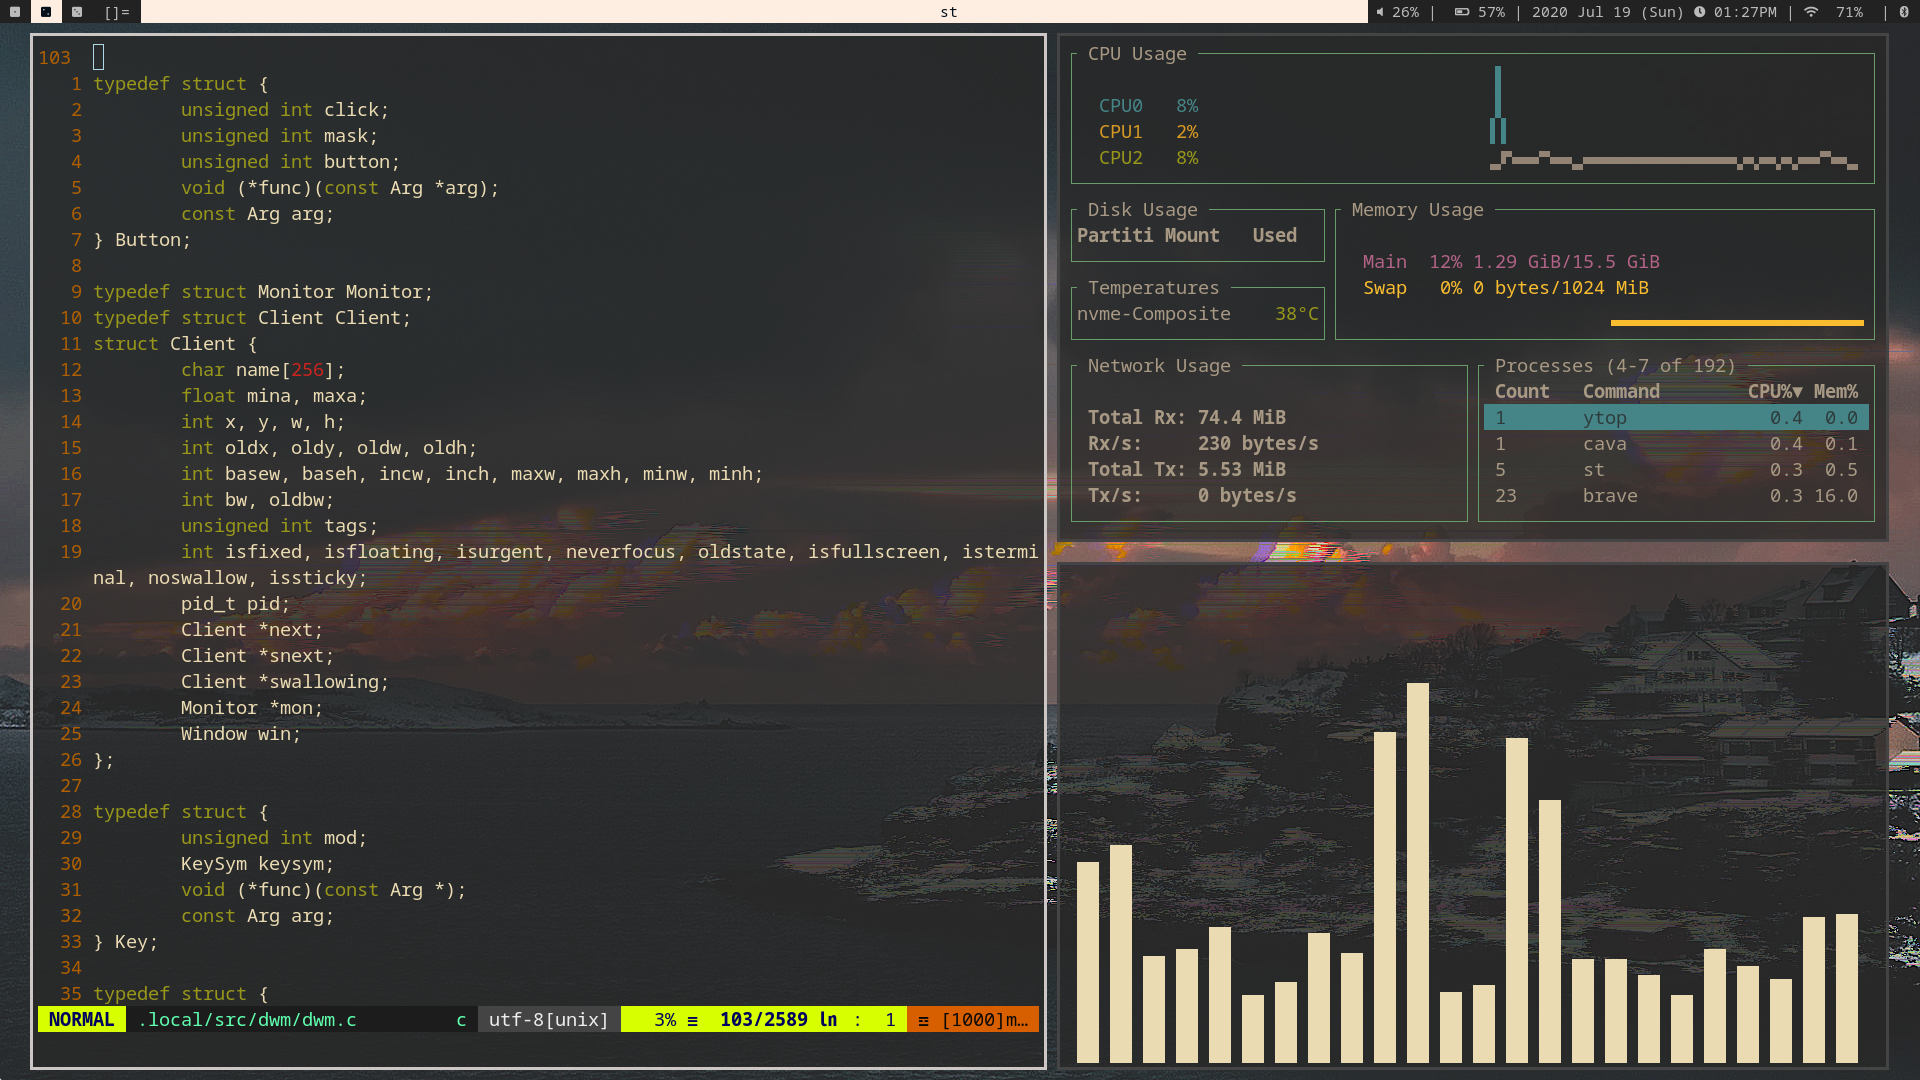 []= st 26% | 57% | 2020 Jul 19 (Sun) 01:27PM | 71% |
103
1 typedef struct {
2 unsigned int click;
3 unsigned int mask;
4 unsigned int button;
5 void (*func)(const Arg *arg);
6 const Arg arg;
7 } Button;
8
9 typedef struct Monitor Monitor;
10 typedef struct Client Client;
11 struct Client {
12 char name[256];
13 float mina, maxa;
14 int x, y, w, h;
15 int oldx, oldy, oldw, oldh;
16 int basew, baseh, incw, inch, maxw, maxh, minw, minh;
17 int bw, oldbw;
18 unsigned int tags;
19 int isfixed, isfloating, isurgent, neverfocus, oldstate, isfullscreen, istermi
nal, noswallow, issticky;
20 pid_t pid;
21 Client *next;
22 Client *snext;
23 Client *swallowing;
24 Monitor *mon;
25 Window win;
26 };
27
28 typedef struct {
29 unsigned int mod;
30 KeySym keysym;
31 void (*func)(const Arg *);
32 const Arg arg;
33 } Key;
34
35 typedef struct {
NORMAL .local/src/dwm/dwm.c c utf-8[unix] 3% ≡ 103/2589 ln : 1 ☲ [1000]m…
CPU Usage
CPU0 8%
CPU1 2%
CPU2 8%
Disk Usage
Partiti Mount Used
Temperatures
nvme-Composite 38°C
Memory Usage
Main 12% 1.29 GiB/15.5 GiB
Swap 0% 0 bytes/1024 MiB
Network Usage
Total Rx: 74.4 MiB
Rx/s: 230 bytes/s
Total Tx: 5.53 MiB
Tx/s: 0 bytes/s
Processes (4-7 of 192)
Count Command CPU%▼ Mem%
1 ytop 0.4 0.0
1 cava 0.4 0.1
5 st 0.3 0.5
23 brave 0.3 16.0